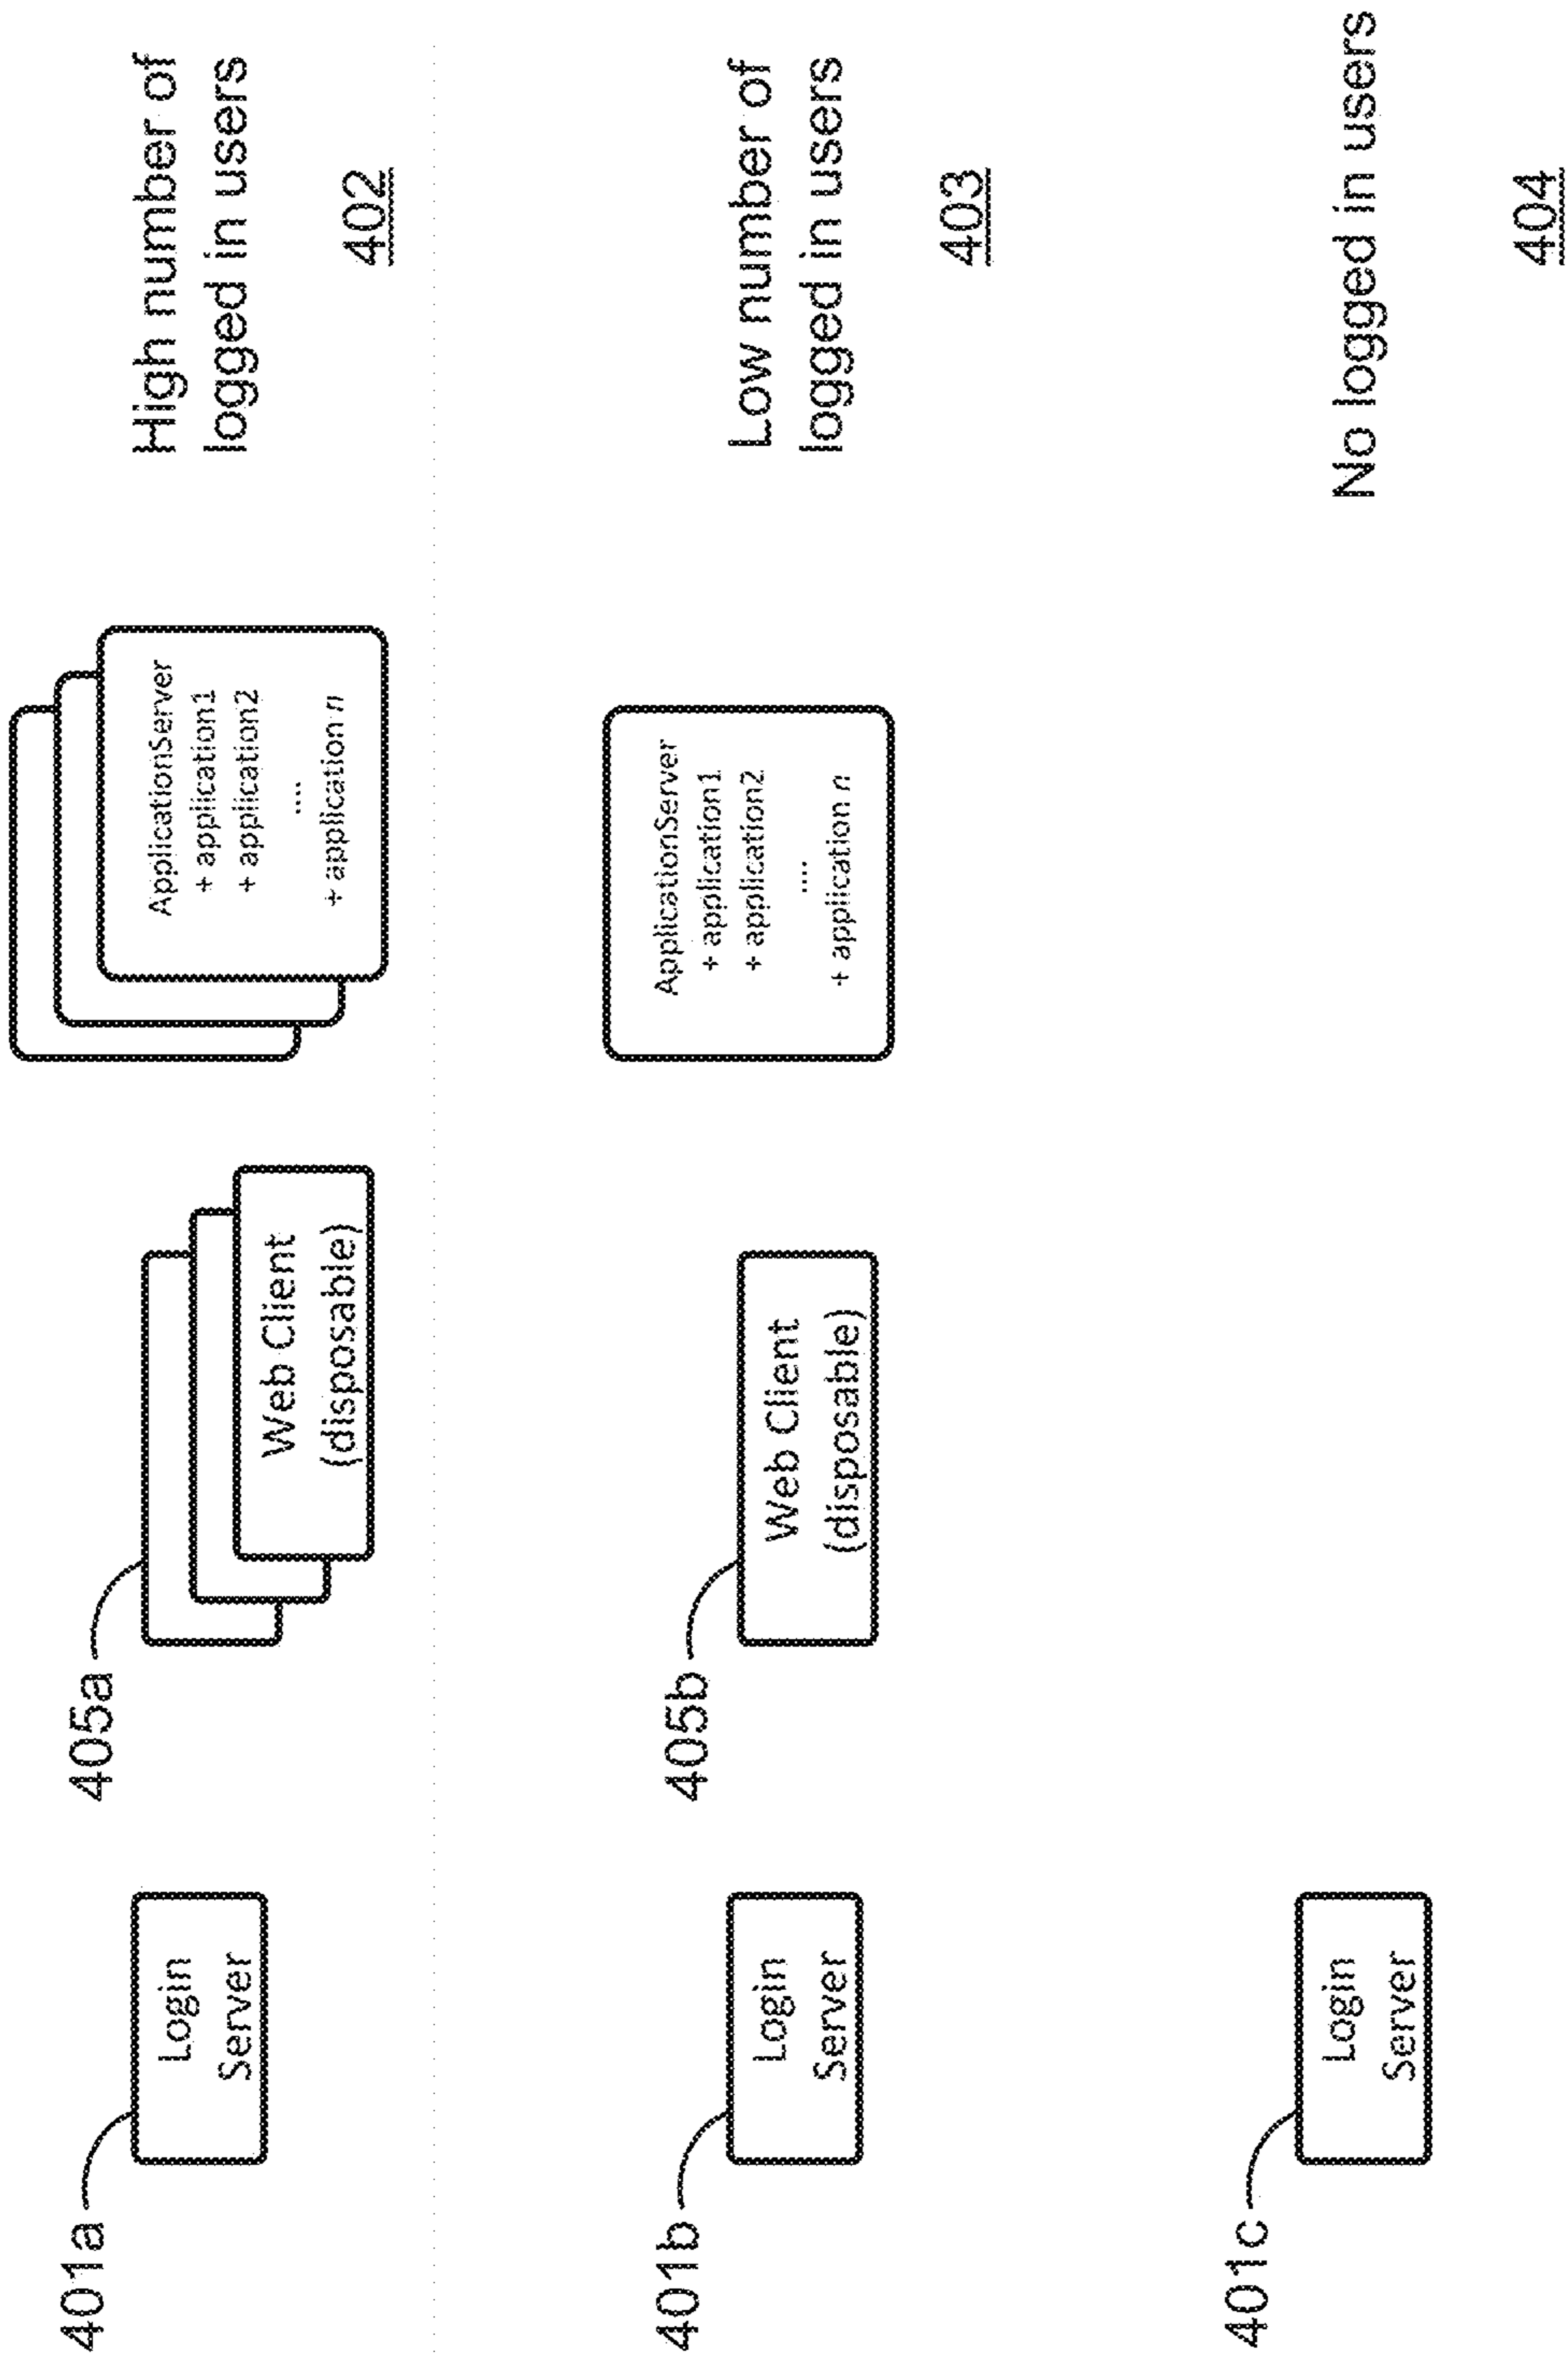 401a
Login
Server
405a
Web Client
(disposable)
ApplicationServer
+ application1
+ application2
....
+ application n
High number of
logged in users
402
401b
Login
Server
405b
Web Client
(disposable)
ApplicationServer
+ application1
+ application2
....
+ application n
Low number of
logged in users
403
401c
Login
Server
No logged in users
404